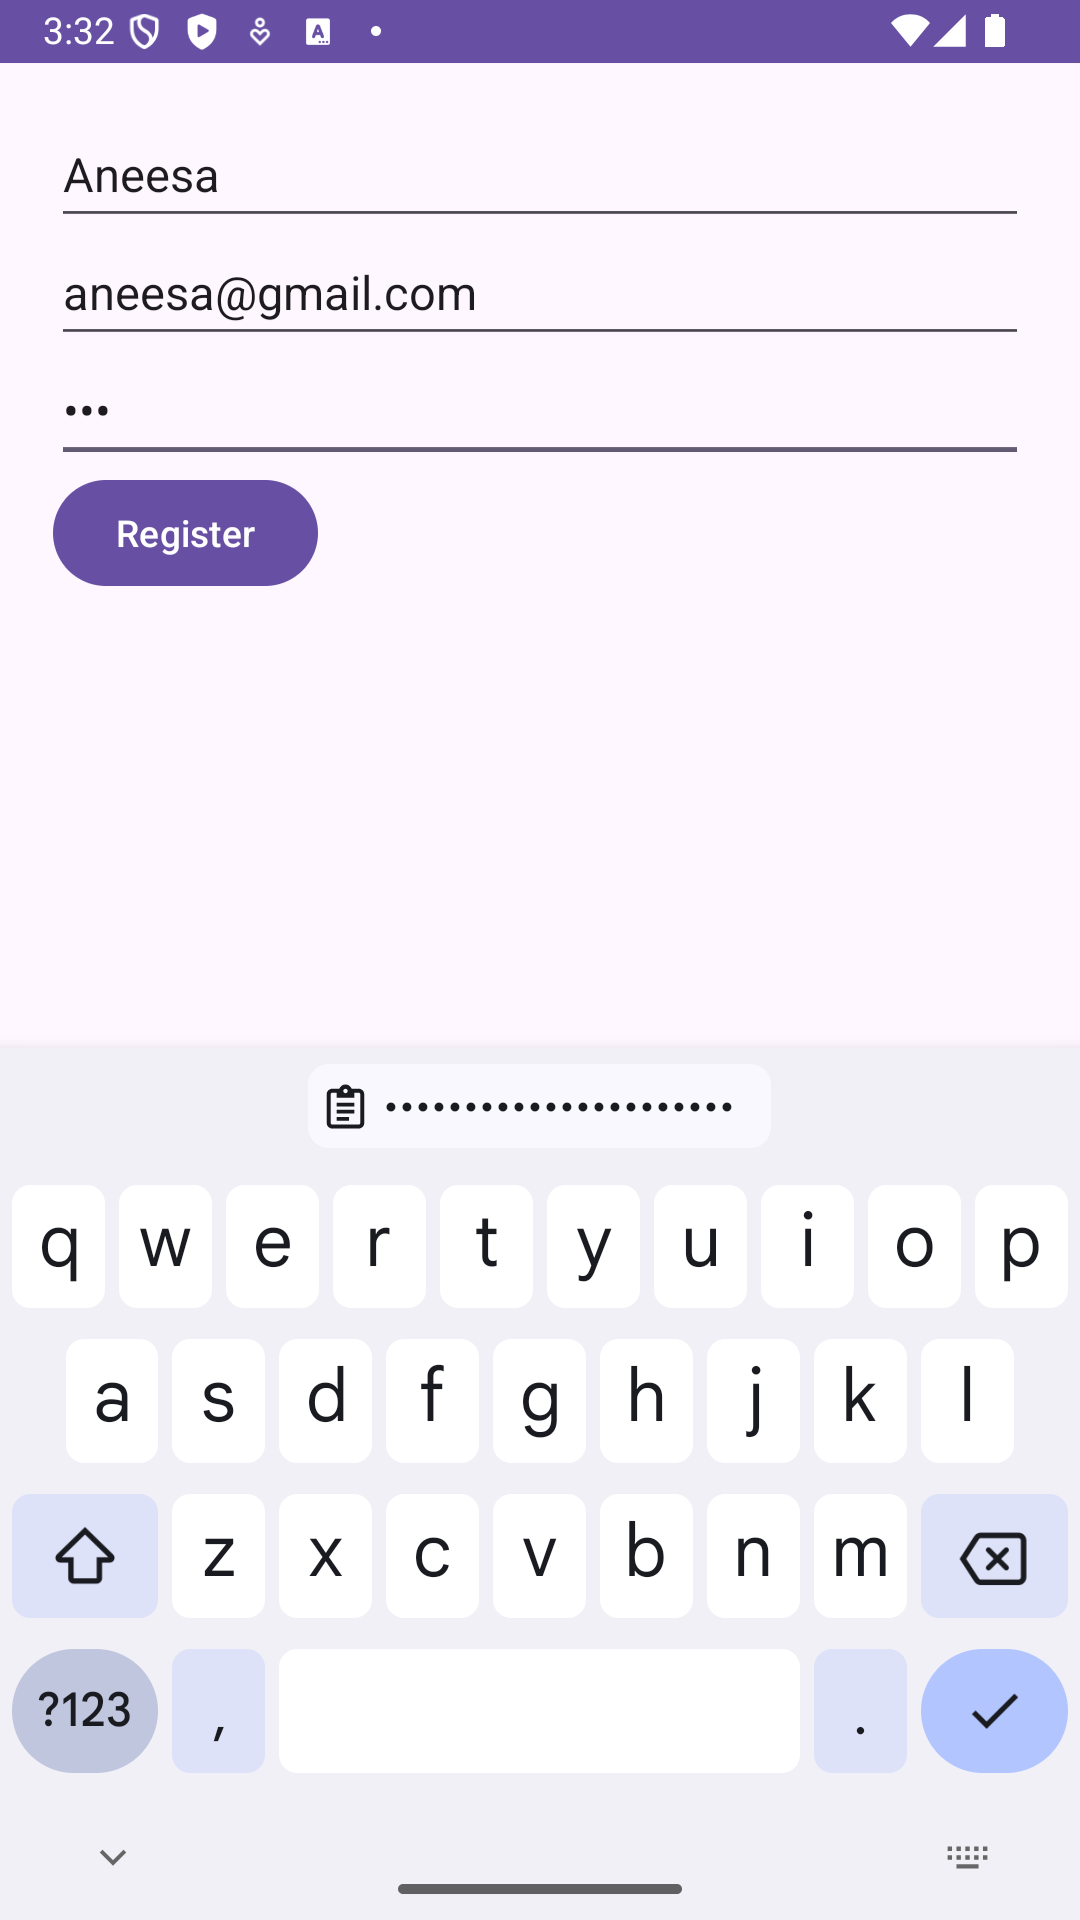 3:32
Aneesa
aneesa@gmail.com
•••
Register
••••••••••••••••••••••
q w e r t y u i o p
a s d f g h j k l
z x c v b n m
?123 , .